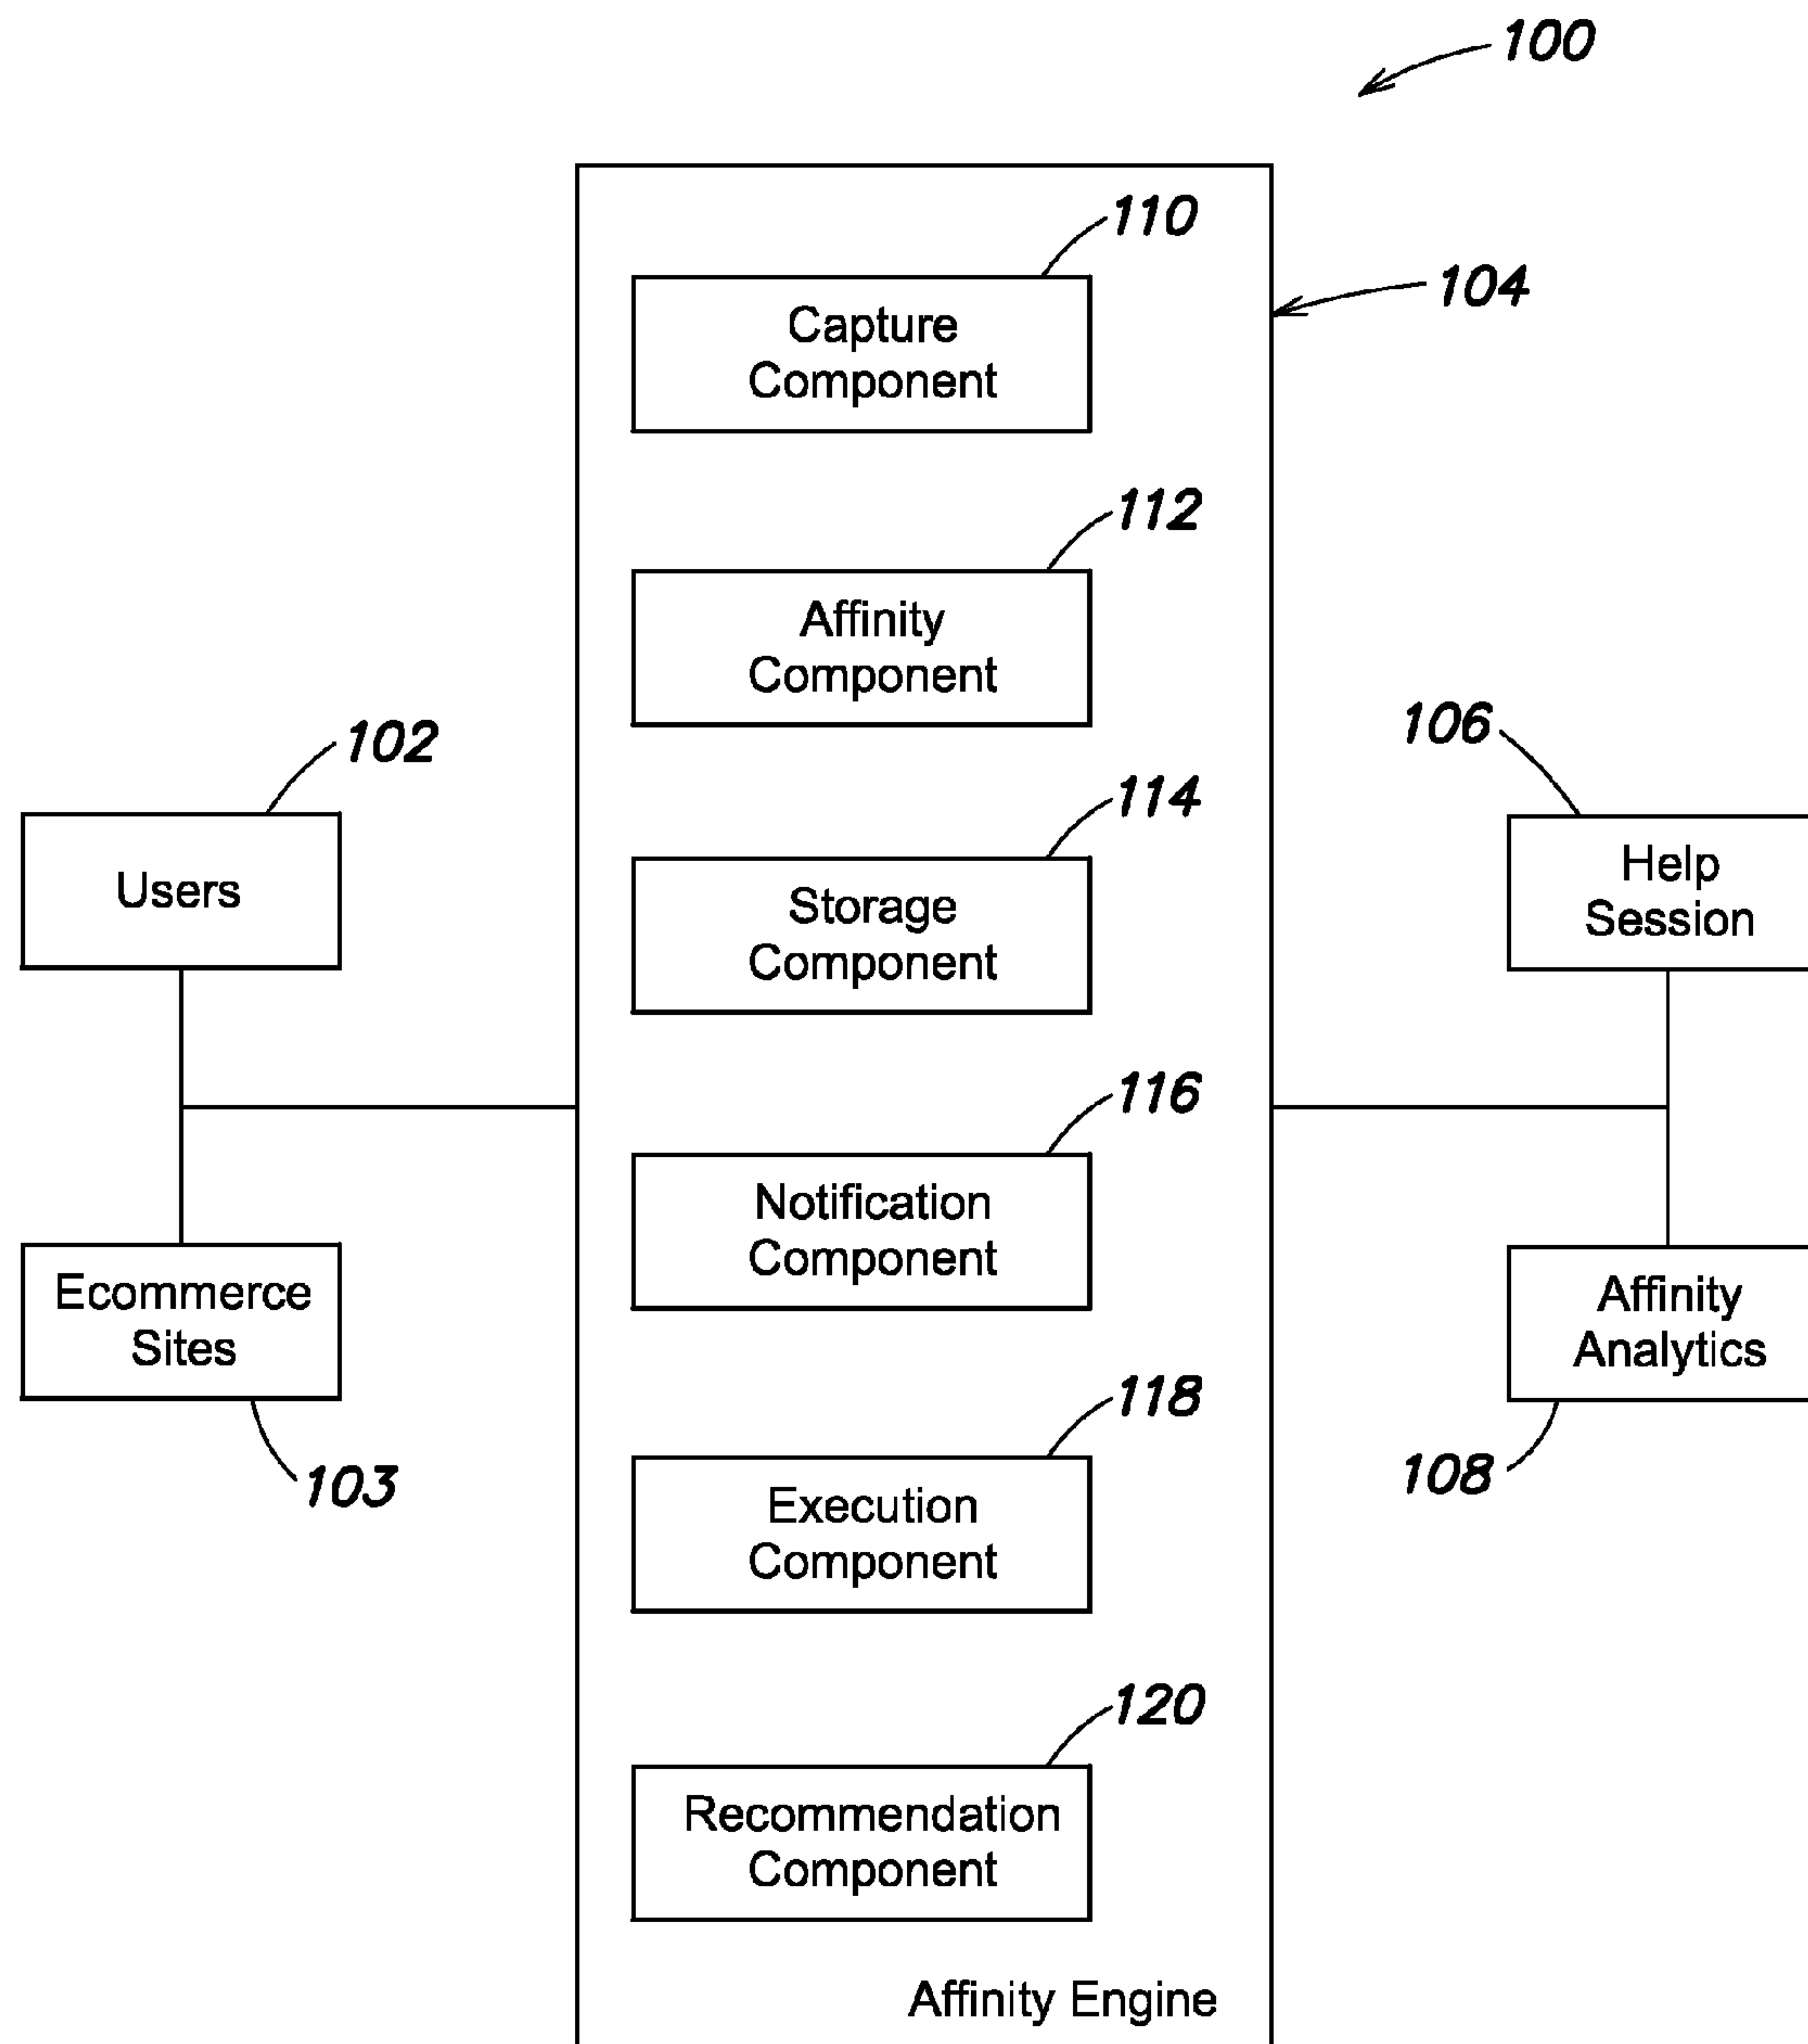 100
110
104
Capture
Component
112
Affinity
Component
102
106
114
Users
Storage
Component
Help
Session
116
Notification
Component
Ecommerce
Sites
Affinity
Analytics
118
103
108
Execution
Component
120
Recommendation
Component
Affinity Engine